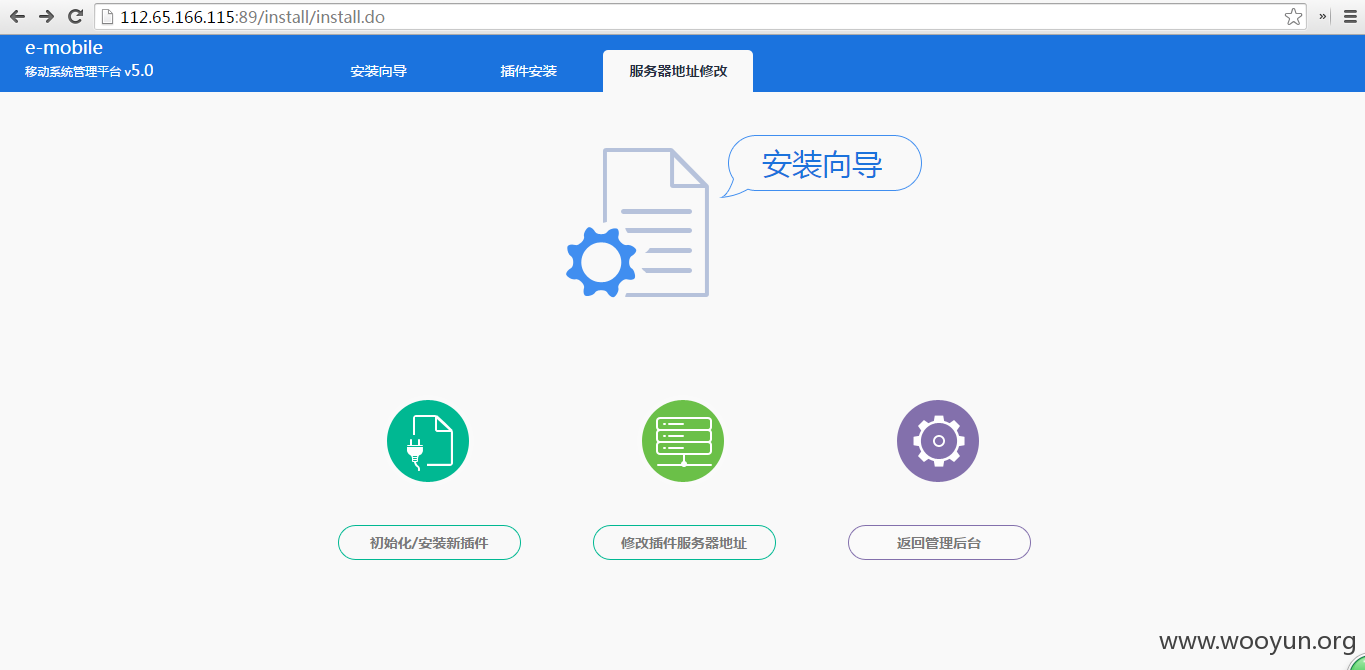 112.65.166.115:89/install/install.do
»
e-mobile
移动系统管理平台 v5.0
安装向导
插件安装
服务器地址修改
安装向导
初始化/安装新插件
修改插件服务器地址
返回管理后台
www.wooyun.org